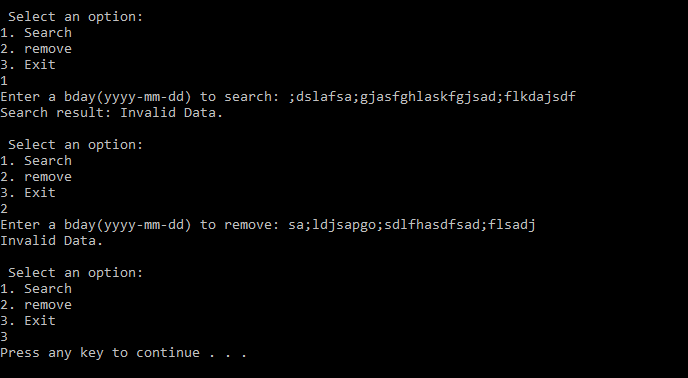 Select an option:
1. Search
2. remove
3. Exit
1
Enter a bday(yyyy-mm-dd) to search: ;dslafsa;gjasfghlaskfgjsad;flkdajsdf
Search result: Invalid Data.
Select an option:
1. Search
2. remove
3. Exit
2
Enter a bday(yyyy-mm-dd) to remove: sa;ldjsapgo;sdlfhasdfsad;flsadj
Invalid Data.
Select an option:
1. Search
2. remove
3. Exit
3
Press any key to continue . . .